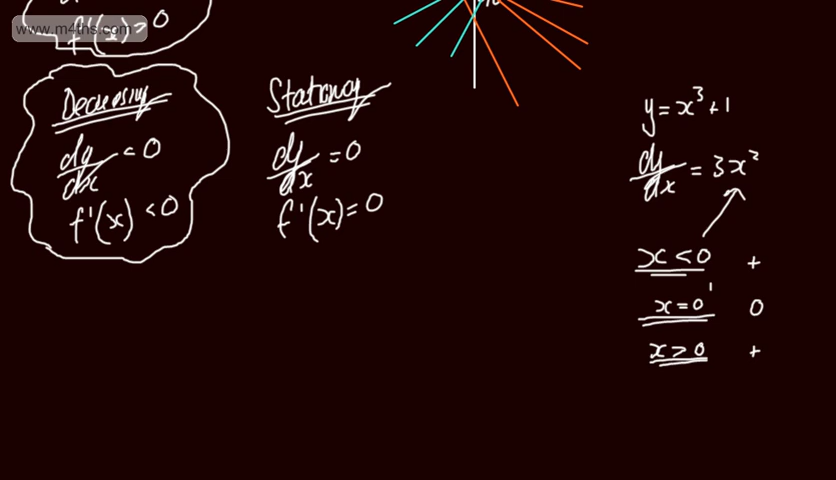 www.m4ths.com
f'(x) > 0
Decreasing
dy/dx < 0
f'(x) < 0
Stationary
dy/dx = 0
f'(x) = 0
y = x³ + 1
dy/dx = 3x²
x < 0 +
x = 0 0
x > 0 +